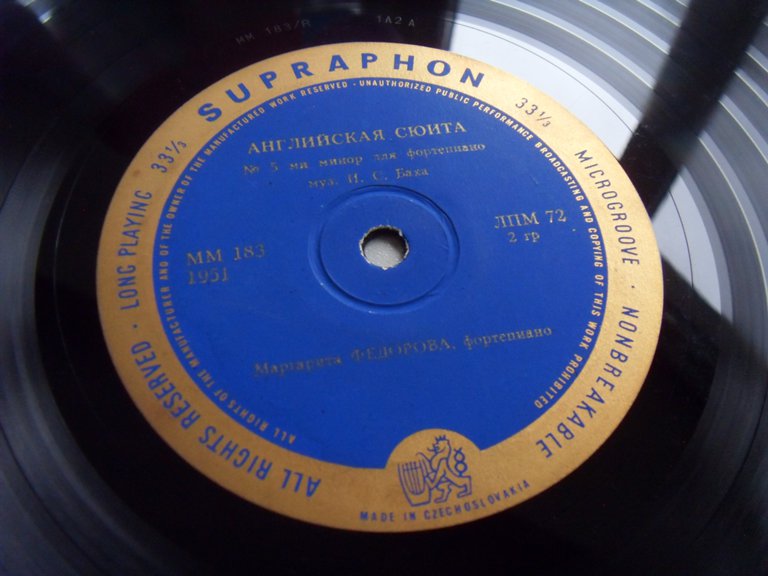 MM 183/R 1A2 A
SUPRAPHON
33⅓ MICROGROOVE · NONBREAKABLE
ALL RIGHTS RESERVED · LONG PLAYING 33⅓
ALL RIGHTS OF THE MANUFACTURER AND OF THE OWNER OF THE MANUFACTURED WORK RESERVED · UNAUTHORIZED PUBLIC PERFORMANCE BROADCASTING AND COPYING OF THIS WORK PROHIBITED
АНГЛИЙСКАЯ СЮИТА
№ 5 ми минор для фортепиано
муз. И. С. Баха
ММ 183
1951
ЛПМ 72
2 гр
Маргарита ФЕДОРОВА, фортепиано
MADE IN CZECHOSLOVAKIA